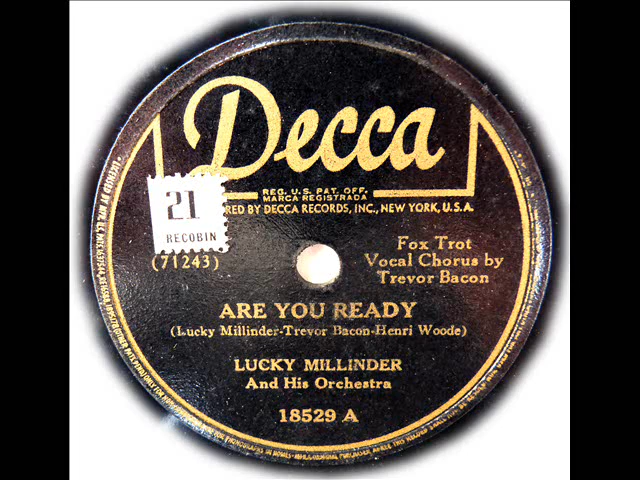 Decca
REG. U.S. PAT. OFF.
MARCA REGISTRADA
RED BY DECCA RECORDS, INC., NEW YORK, U.S.A.
21
RECOBIN
(71243)
Fox Trot
Vocal Chorus by
Trevor Bacon
ARE YOU READY
(Lucky Millinder-Trevor Bacon-Henri Woode)
LUCKY MILLINDER
And His Orchestra
18529 A